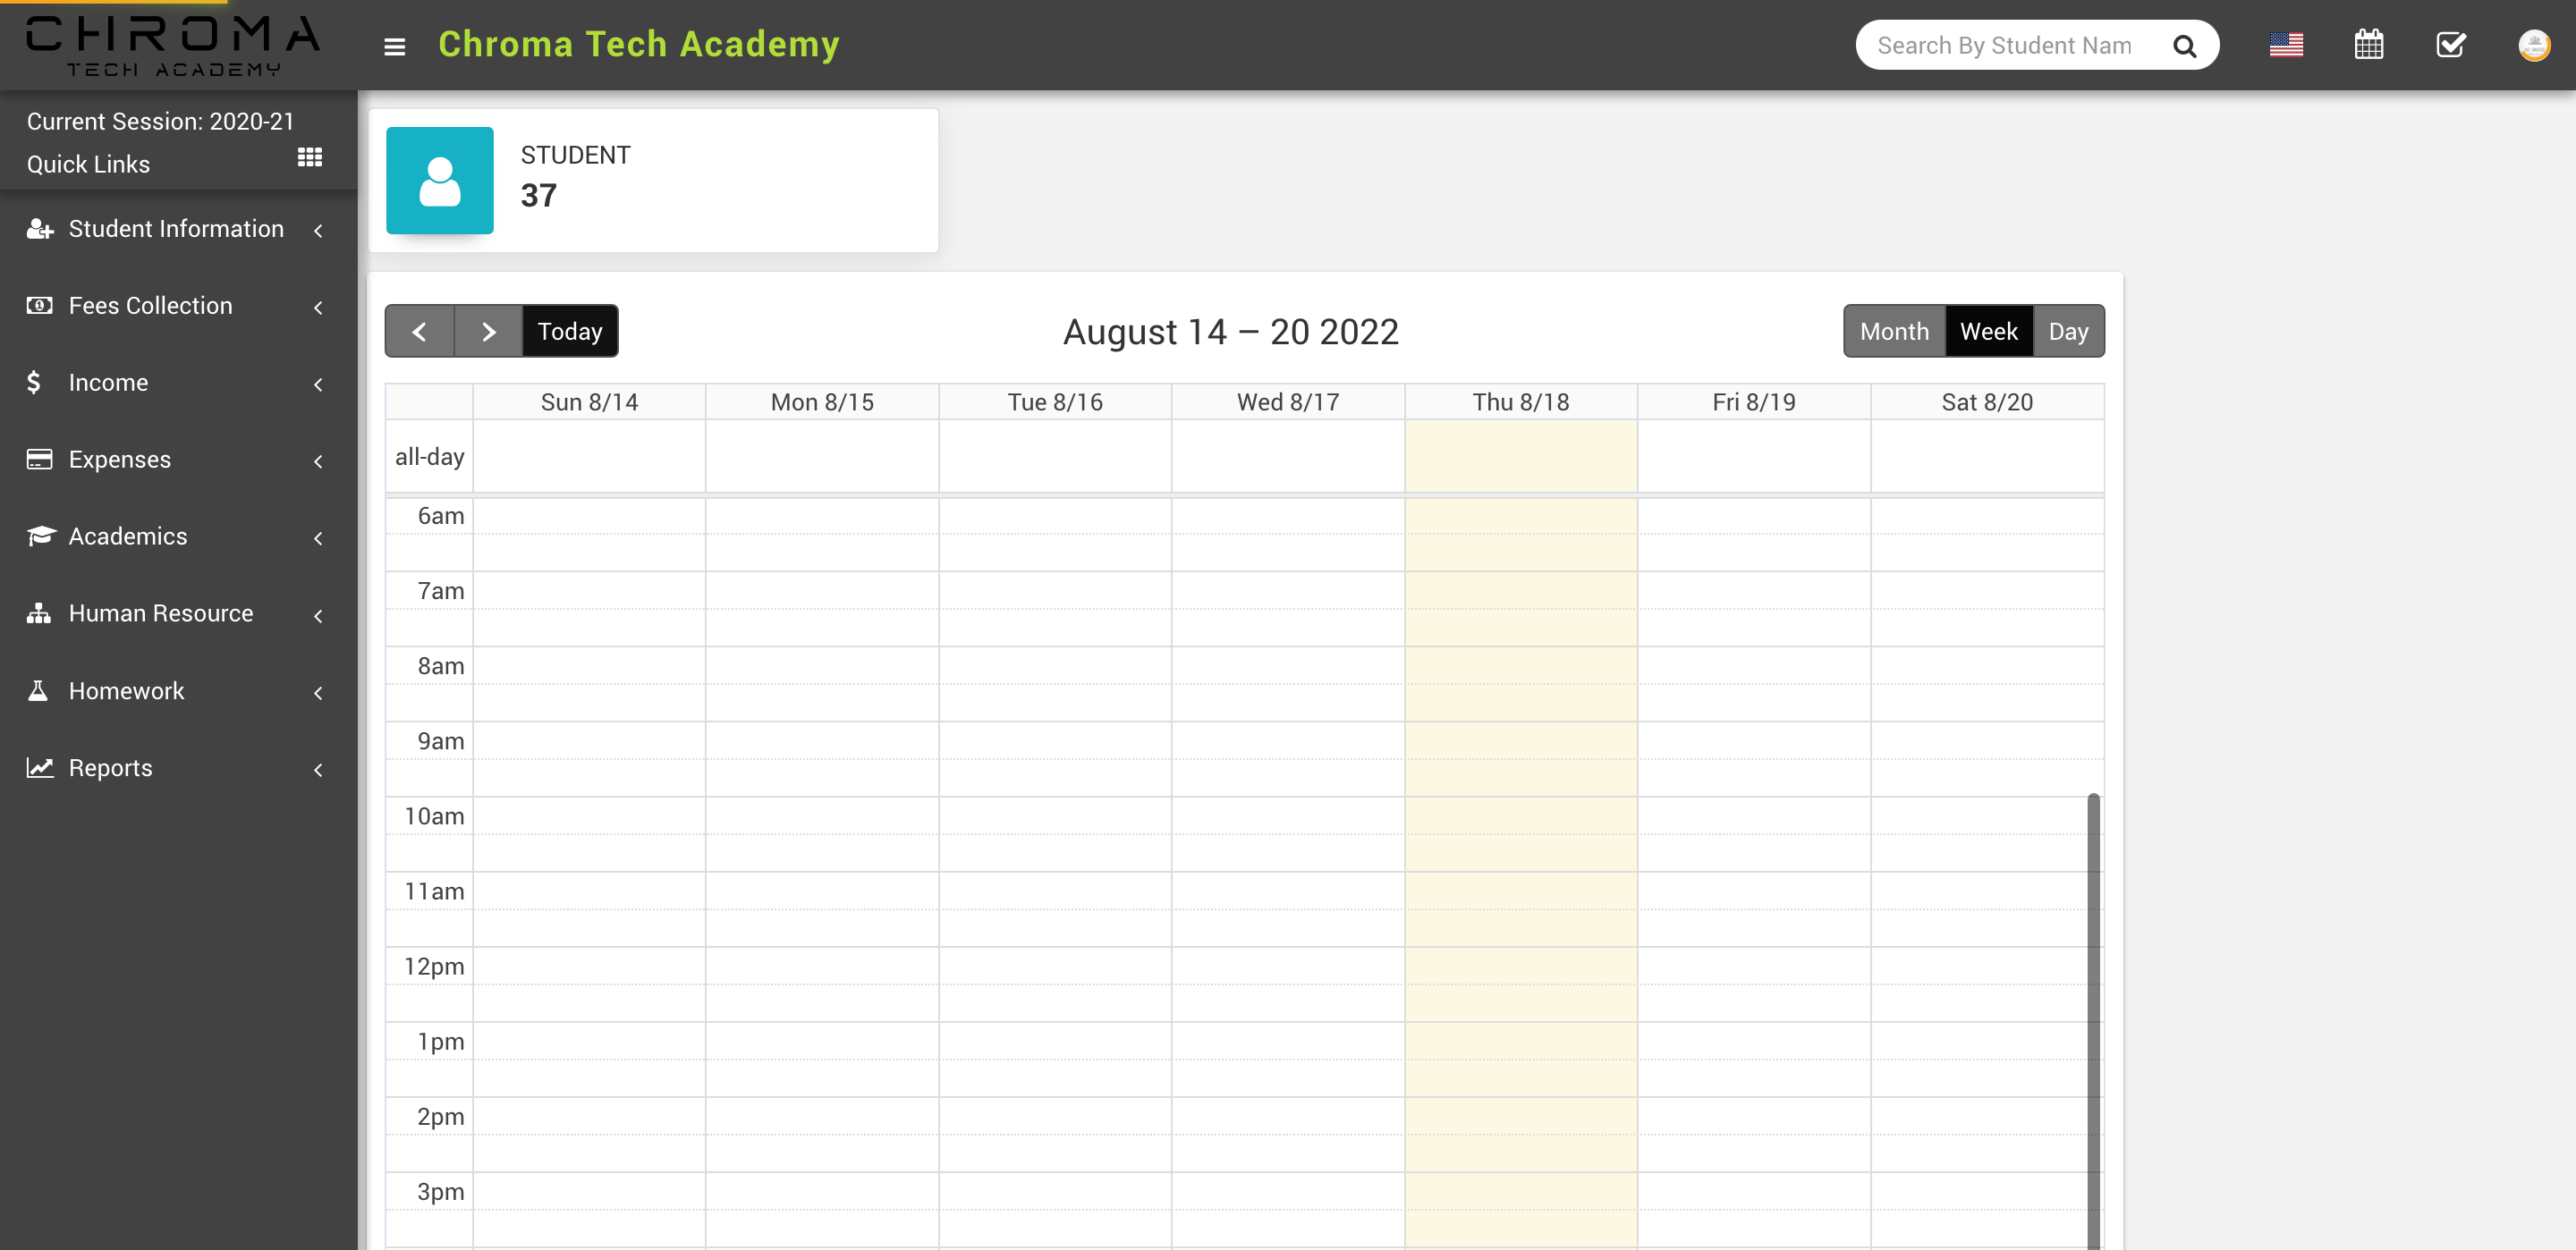 CHROMA
TECH ACADEMY
Chroma Tech Academy
Search By Student Nam
Current Session: 2020-21
Quick Links
Student Information
Fees Collection
Income
Expenses
Academics
Human Resource
Homework
Reports
STUDENT
37
Today
August 14 – 20 2022
Month Week Day
Sun 8/14 Mon 8/15 Tue 8/16 Wed 8/17 Thu 8/18 Fri 8/19 Sat 8/20
all-day
6am
7am
8am
9am
10am
11am
12pm
1pm
2pm
3pm